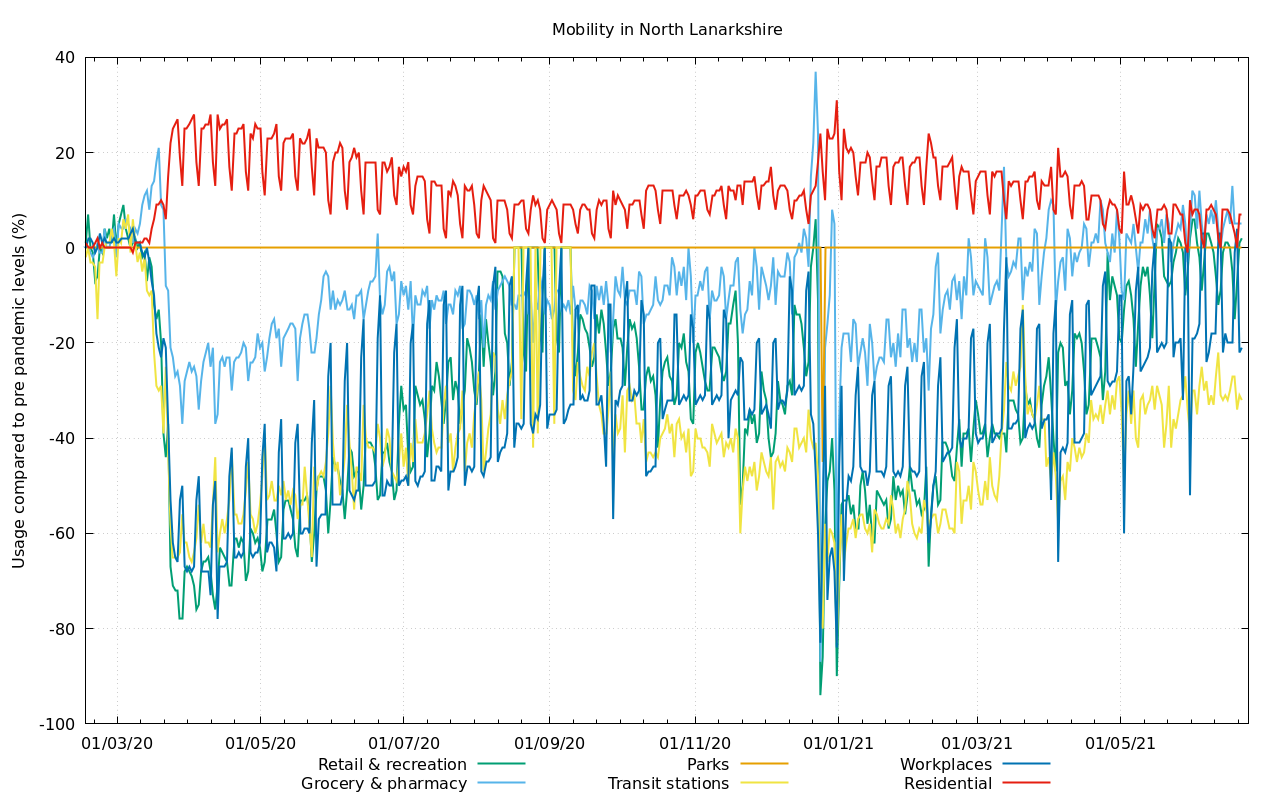 Mobility in North Lanarkshire
Usage compared to pre pandemic levels (%)
40
20
0
-20
-40
-60
-80
-100
01/03/20 01/05/20 01/07/20 01/09/20 01/11/20 01/01/21 01/03/21 01/05/21
Retail & recreation Parks Workplaces
Grocery & pharmacy Transit stations Residential